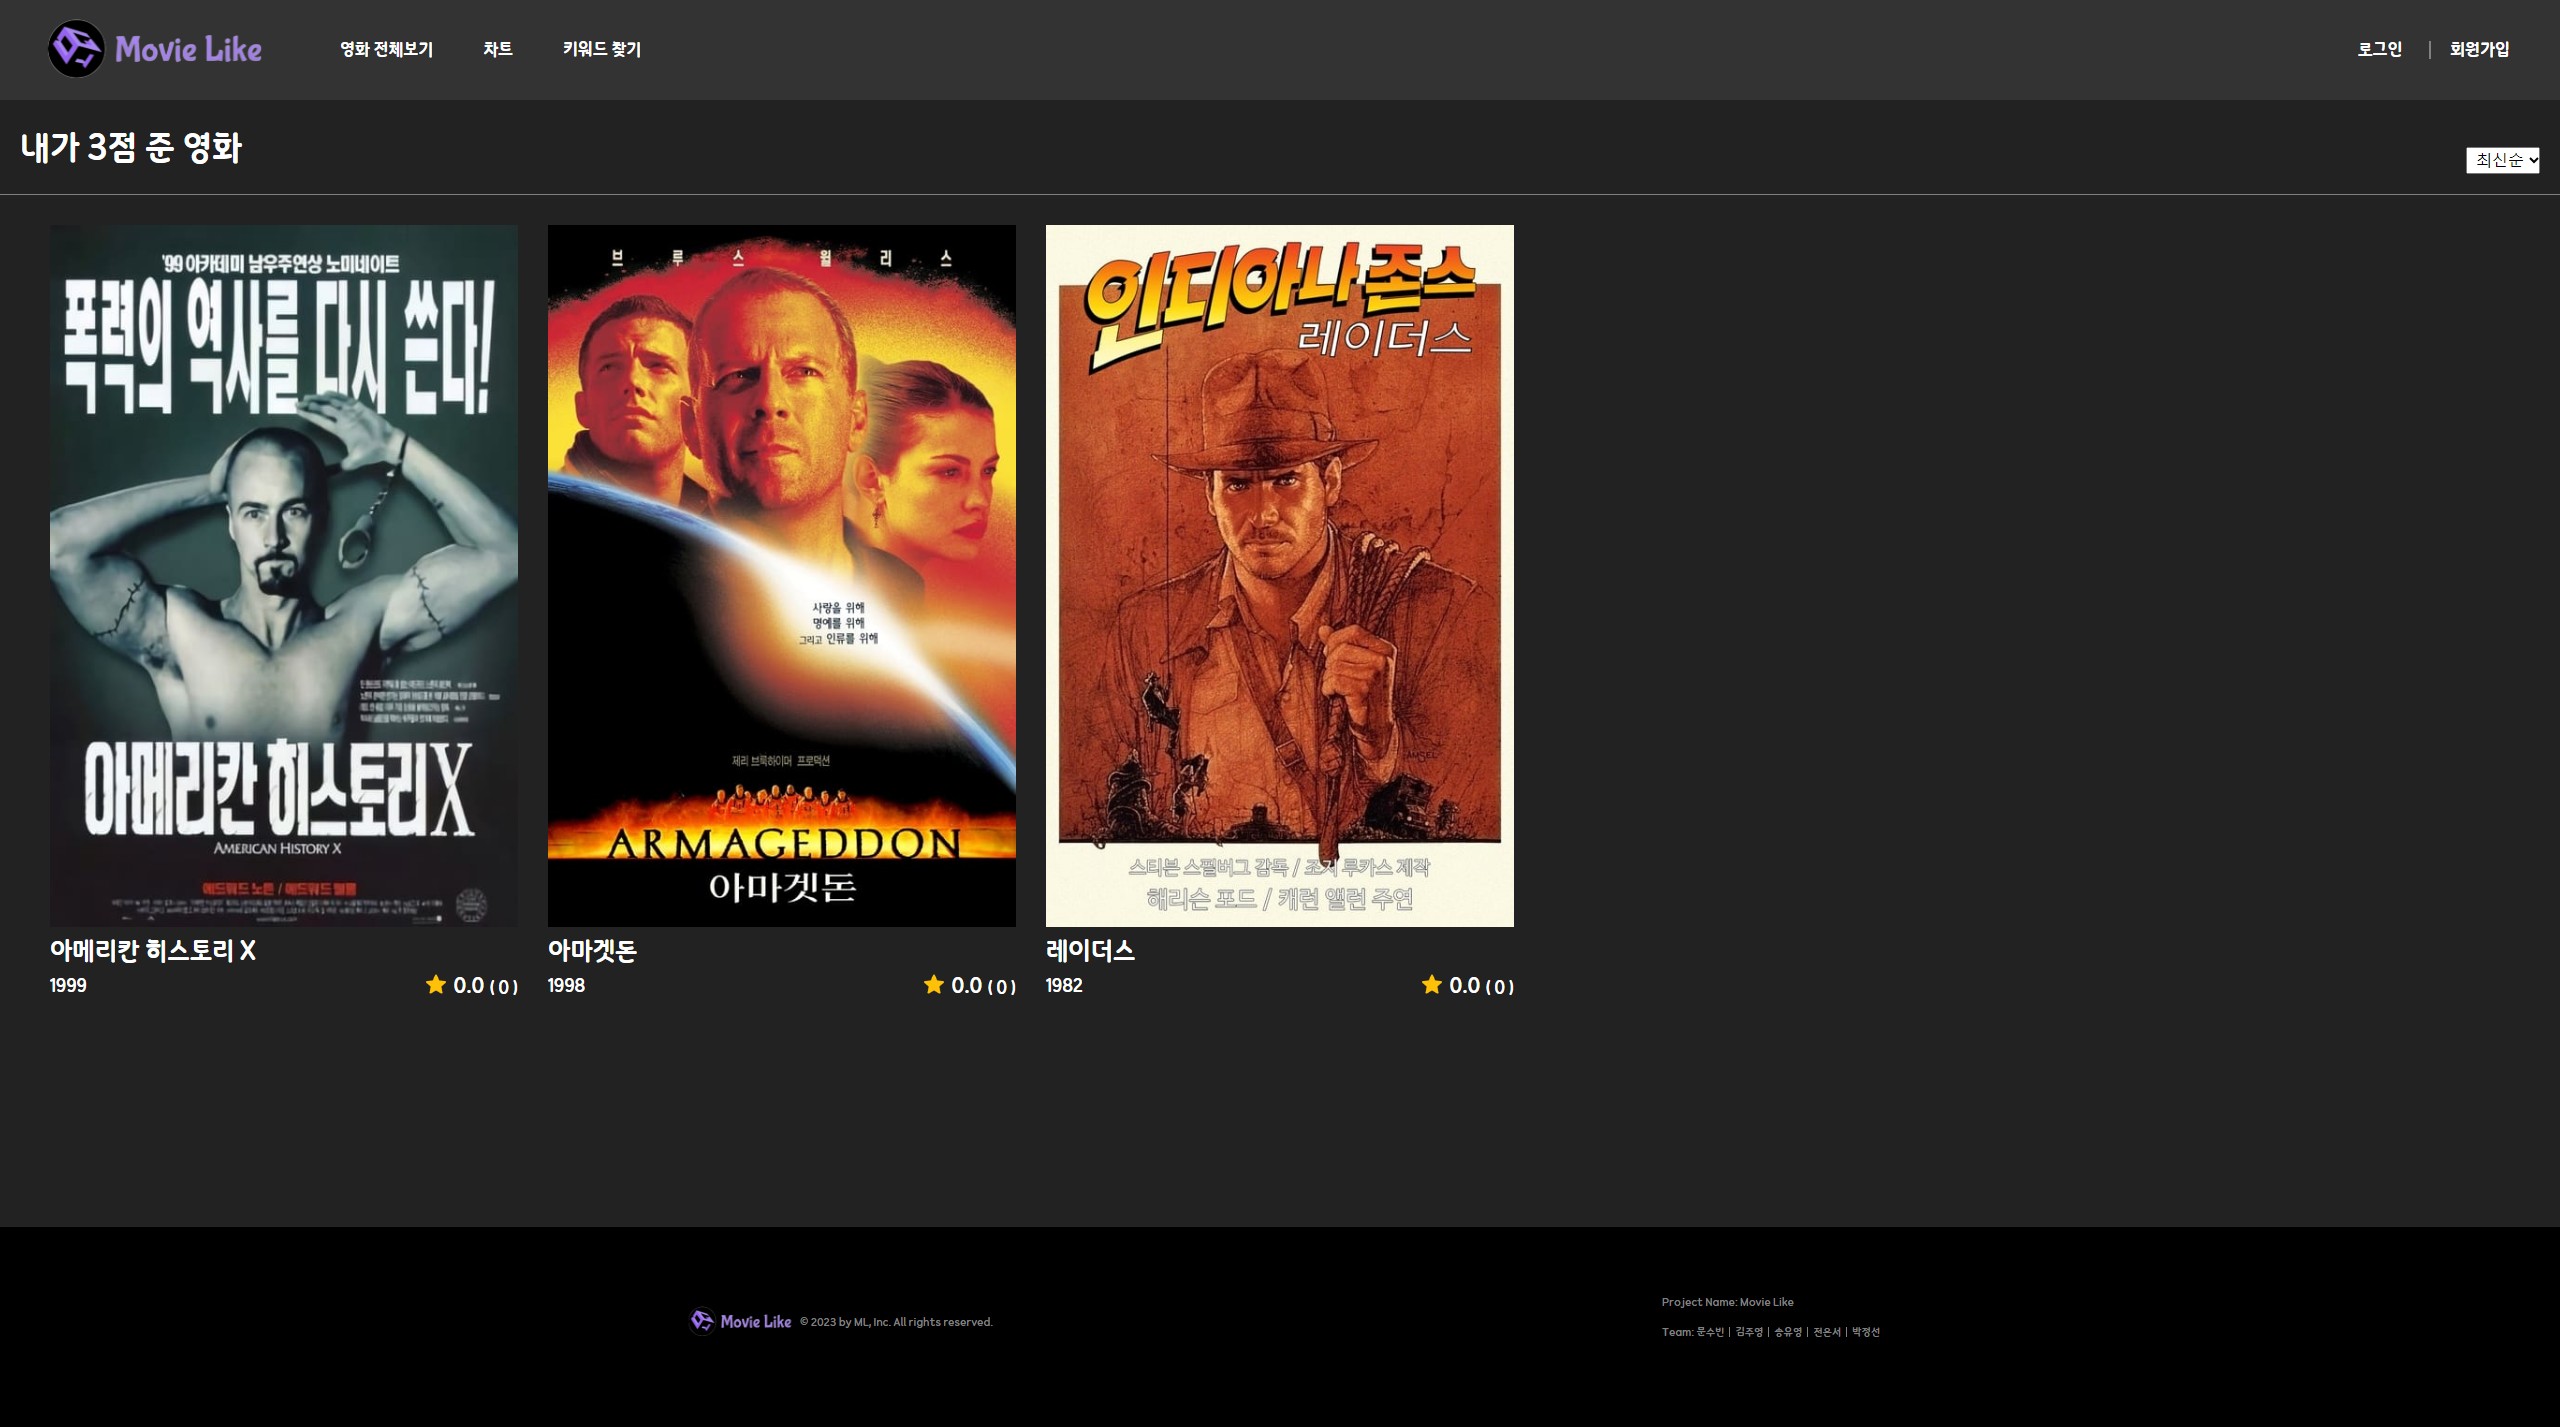 Movie Like
영화 전체보기
차트
키워드 찾기
로그인 | 회원가입
내가 3점 준 영화
최신순
'99 아카데미 남우주연상 노미네이트
폭력의 역사를 다시 쓴다!
아메리칸 히스토리X
AMERICAN HISTORY X
에드워드 노튼 / 에드워드 펄롱
아메리칸 히스토리 X
1999
0.0 ( 0 )
브루스 윌리스
사랑을 위해
명예를 위해
그리고 인류를 위해
제리 브룩하이머 프로덕션
ARMAGEDDON
아마겟돈
아마겟돈
1998
0.0 ( 0 )
인디아나 존스
레이더스
AMSEL
스티븐 스필버그 감독 / 조지 루카스 제작
해리슨 포드 / 캐런 앨런 주연
레이더스
1982
0.0 ( 0 )
Movie Like © 2023 by ML, Inc. All rights reserved.
Project Name: Movie Like
Team: 문수빈 | 김주영 | 송유영 | 전은서 | 박정선